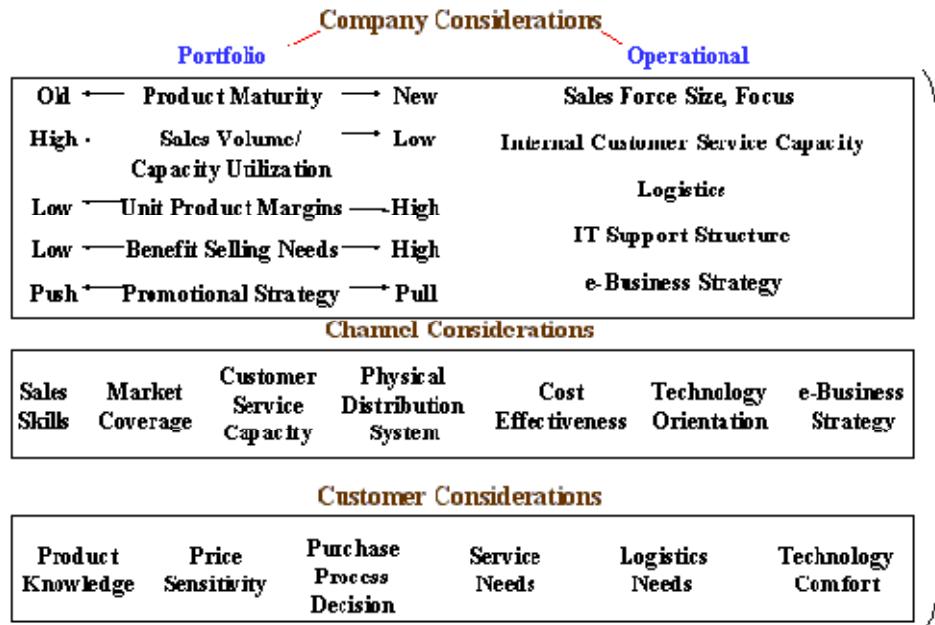 Company Considerations
Portfolio Operational
Old Product Maturity New
High Sales Volume/ Low
Capacity Utilization
Low Unit Product Margins High
Low Benefit Selling Needs High
Push Promotional Strategy Pull
Sales Force Size, Focus
Internal Customer Service Capacity
Logistics
IT Support Structure
e-Business Strategy
Channel Considerations
Sales
Skills
Market
Coverage
Customer
Service
Capacity
Physical
Distribution
System
Cost
Effectiveness
Technology
Orientation
e-Business
Strategy
Customer Considerations
Product
Knowledge
Price
Sensitivity
Purchase
Process
Decision
Service
Needs
Logistics
Needs
Technology
Comfort